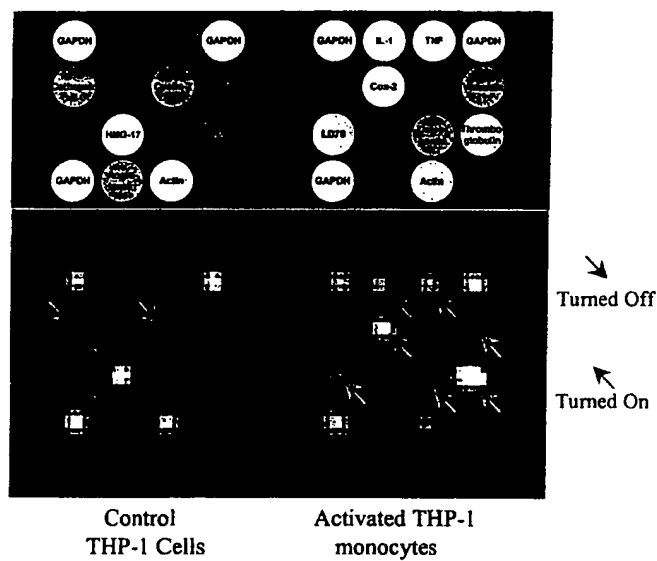 GAPDH GAPDH GAPDH IL-1 TNF GAPDH
Cox-2
HMG-17 LD78 Thrombo-
globulin
GAPDH Actin GAPDH Actin
Turned Off
Turned On
Control Activated THP-1
THP-1 Cells monocytes